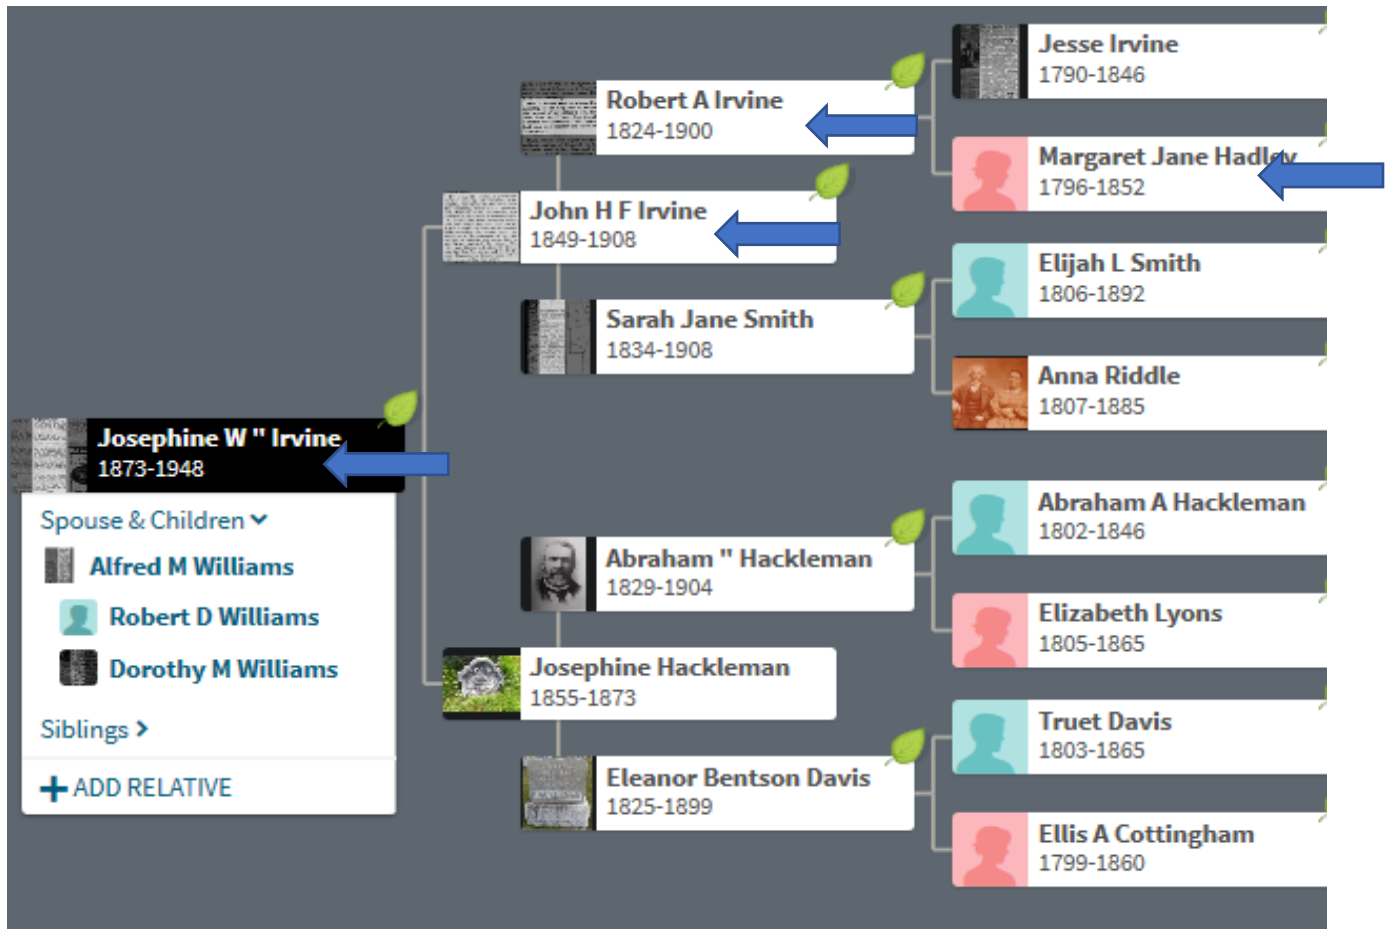 Jesse Irvine
1790-1846
Robert A Irvine
1824-1900
Margaret Jane Hadley
1796-1852
John H F Irvine
1849-1908
Elijah L Smith
1806-1892
Sarah Jane Smith
1834-1908
Anna Riddle
1807-1885
Josephine W " Irvine
1873-1948
Spouse & Children
Alfred M Williams
Robert D Williams
Dorothy M Williams
Siblings
ADD RELATIVE
Abraham A Hackleman
1802-1846
Abraham " Hackleman
1829-1904
Elizabeth Lyons
1805-1865
Josephine Hackleman
1855-1873
Truet Davis
1803-1865
Eleanor Bentson Davis
1825-1899
Ellis A Cottingham
1799-1860